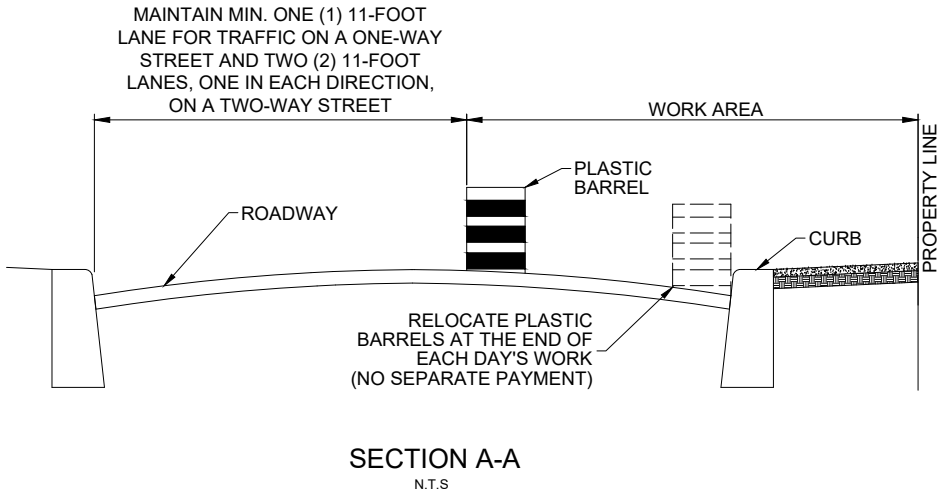 MAINTAIN MIN. ONE (1) 11-FOOT
LANE FOR TRAFFIC ON A ONE-WAY
STREET AND TWO (2) 11-FOOT
LANES, ONE IN EACH DIRECTION,
ON A TWO-WAY STREET
WORK AREA
PROPERTY LINE
PLASTIC
BARREL
ROADWAY
CURB
RELOCATE PLASTIC
BARRELS AT THE END OF
EACH DAY'S WORK
(NO SEPARATE PAYMENT)
SECTION A-A
N.T.S